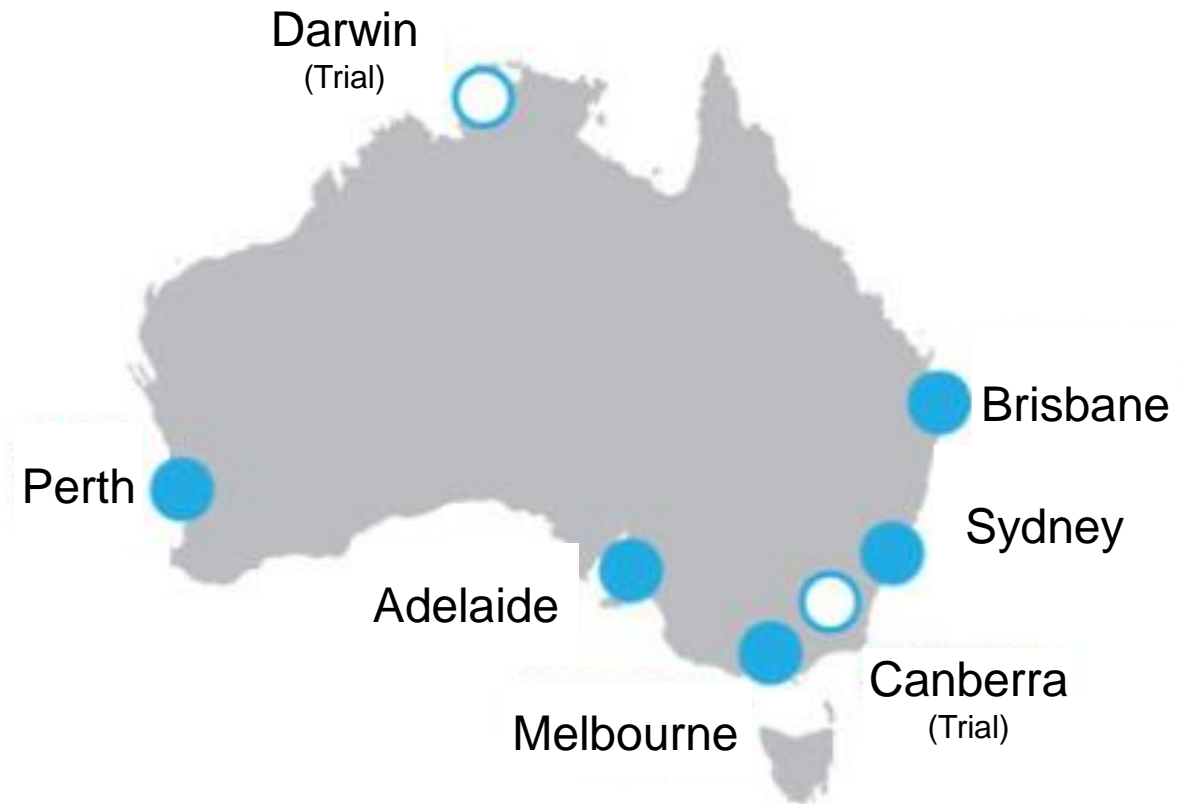 Darwin
(Trial)
Brisbane
Perth
Sydney
Adelaide
Canberra
(Trial)
Melbourne